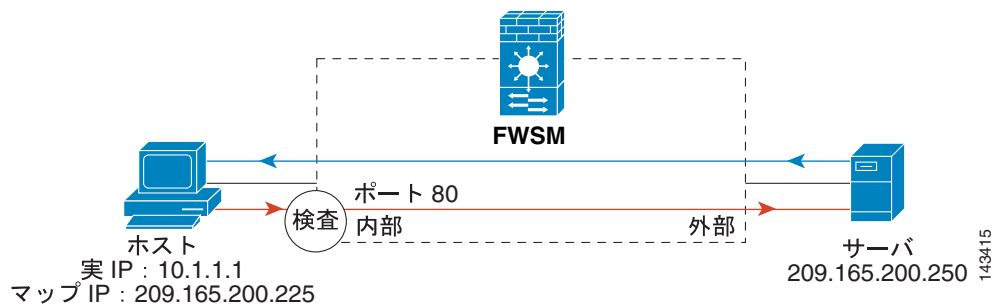 FWSM
ポート 80
検査
内部
外部
ホスト
実 IP：10.1.1.1
マップ IP：209.165.200.225
サーバ
209.165.200.250
143415